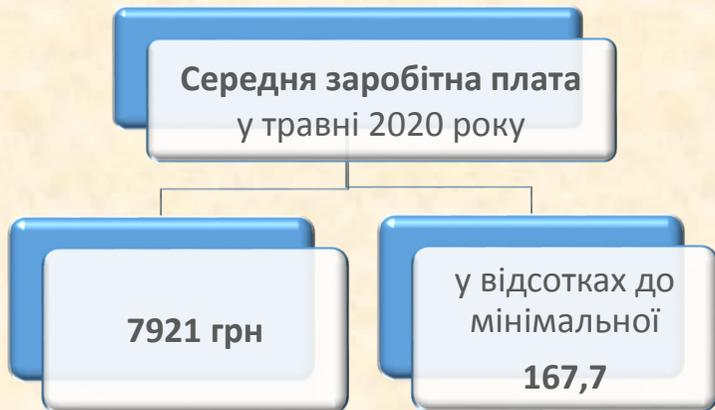 Середня заробітна плата
у травні 2020 року
7921 грн
у відсотках до
мінімальної
167,7